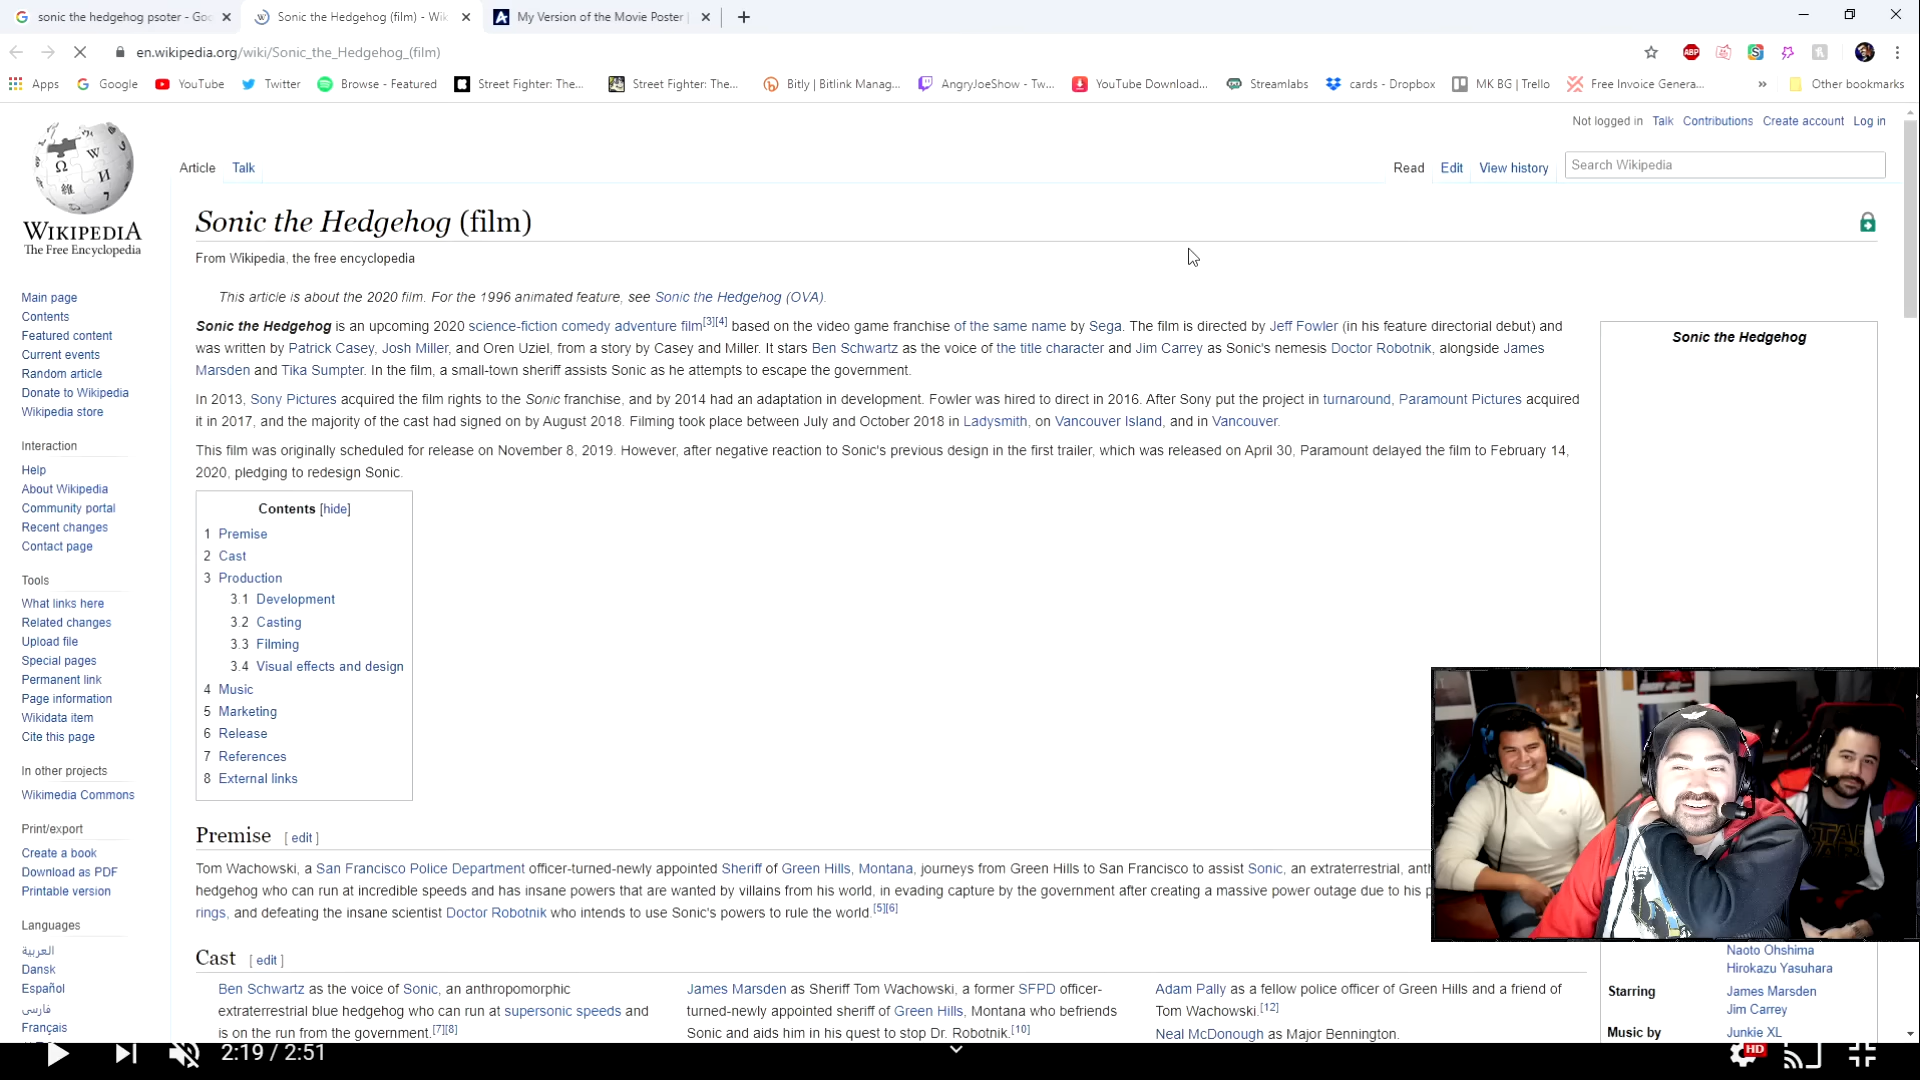 sonic the hedgehog psoter - Goo
Sonic the Hedgehog (film) - Wik
My Version of the Movie Poster
en.wikipedia.org/wiki/Sonic_the_Hedgehog_(film)
ABP
Apps
Google
YouTube
Twitter
Browse - Featured
Street Fighter: The...
Street Fighter: The...
Bitly | Bitlink Manag...
AngryJoeShow - Tw...
YouTube Download...
Streamlabs
cards - Dropbox
MK BG | Trello
Free Invoice Genera...
»
Other bookmarks
WIKIPEDIA
The Free Encyclopedia
Not logged in Talk Contributions Create account Log in
Article Talk
Read Edit View history
Search Wikipedia
Sonic the Hedgehog (film)
From Wikipedia, the free encyclopedia
This article is about the 2020 film. For the 1996 animated feature, see Sonic the Hedgehog (OVA).
Sonic the Hedgehog is an upcoming 2020 science-fiction comedy adventure film[3][4] based on the video game franchise of the same name by Sega. The film is directed by Jeff Fowler (in his feature directorial debut) and
was written by Patrick Casey, Josh Miller, and Oren Uziel, from a story by Casey and Miller. It stars Ben Schwartz as the voice of the title character and Jim Carrey as Sonic's nemesis Doctor Robotnik, alongside James
Marsden and Tika Sumpter. In the film, a small-town sheriff assists Sonic as he attempts to escape the government.
In 2013, Sony Pictures acquired the film rights to the Sonic franchise, and by 2014 had an adaptation in development. Fowler was hired to direct in 2016. After Sony put the project in turnaround, Paramount Pictures acquired
it in 2017, and the majority of the cast had signed on by August 2018. Filming took place between July and October 2018 in Ladysmith, on Vancouver Island, and in Vancouver.
This film was originally scheduled for release on November 8, 2019. However, after negative reaction to Sonic's previous design in the first trailer, which was released on April 30, Paramount delayed the film to February 14,
2020, pledging to redesign Sonic.
Contents [hide]
1 Premise
2 Cast
3 Production
3.1 Development
3.2 Casting
3.3 Filming
3.4 Visual effects and design
4 Music
5 Marketing
6 Release
7 References
8 External links
Premise [ edit ]
Tom Wachowski, a San Francisco Police Department officer-turned-newly appointed Sheriff of Green Hills, Montana, journeys from Green Hills to San Francisco to assist Sonic, an extraterrestrial, ant
hedgehog who can run at incredible speeds and has insane powers that are wanted by villains from his world, in evading capture by the government after creating a massive power outage due to his p
rings, and defeating the insane scientist Doctor Robotnik who intends to use Sonic's powers to rule the world.[5][6]
Cast [ edit ]
Ben Schwartz as the voice of Sonic, an anthropomorphic
extraterrestrial blue hedgehog who can run at supersonic speeds and
is on the run from the government.[7][8]
James Marsden as Sheriff Tom Wachowski, a former SFPD officer-
turned-newly appointed sheriff of Green Hills, Montana who befriends
Sonic and aids him in his quest to stop Dr. Robotnik.[10]
Adam Pally as a fellow police officer of Green Hills and a friend of
Tom Wachowski.[12]
Neal McDonough as Major Bennington.
Sonic the Hedgehog
Naoto Ohshima
Hirokazu Yasuhara
Starring James Marsden
Jim Carrey
Music by Junkie XL
Main page
Contents
Featured content
Current events
Random article
Donate to Wikipedia
Wikipedia store
Interaction
Help
About Wikipedia
Community portal
Recent changes
Contact page
Tools
What links here
Related changes
Upload file
Special pages
Permanent link
Page information
Wikidata item
Cite this page
In other projects
Wikimedia Commons
Print/export
Create a book
Download as PDF
Printable version
Languages
العربية
Dansk
Español
فارسی
Français
2:19 / 2:51
HD